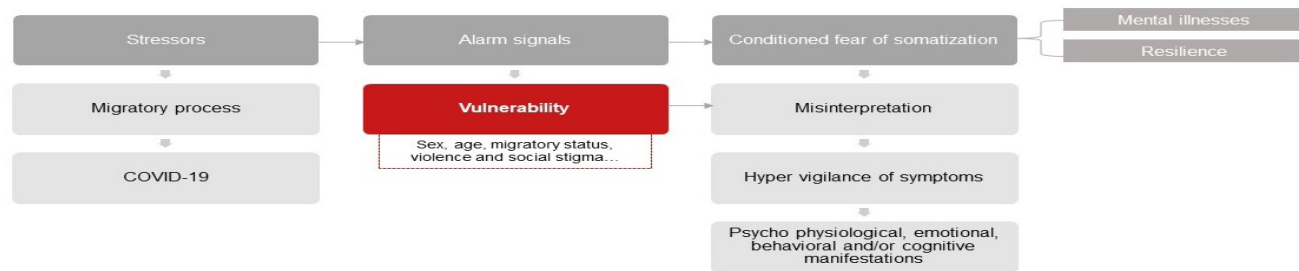 Stressors
Alarm signals
Conditioned fear of somatization
Mental illnesses
Resilience
Migratory process
Vulnerability
Misinterpretation
Sex, age, migratory status,
violence and social stigma...
COVID-19
Hyper vigilance of symptoms
Psycho physiological, emotional,
behavioral and/or cognitive
manifestations